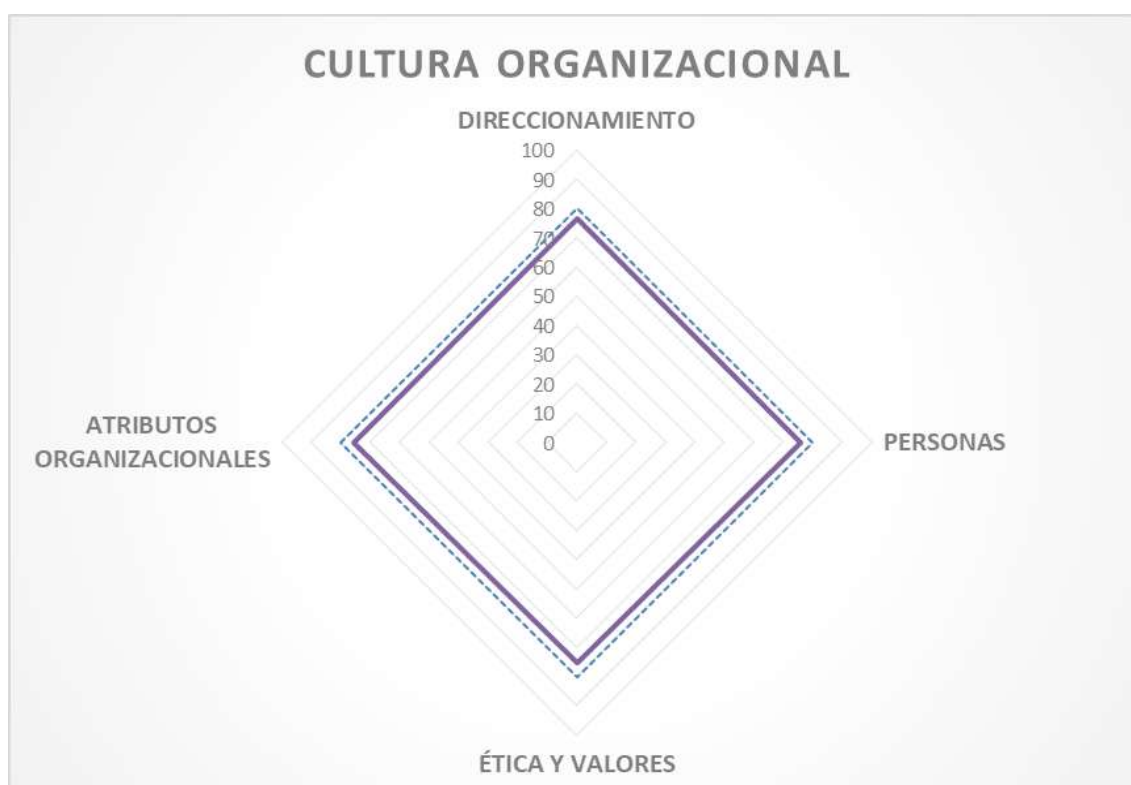 CULTURA ORGANIZACIONAL
DIRECCIONAMIENTO
100
90
80
70
60
50
40
30
20
10
0
ATRIBUTOS
ORGANIZACIONALES
PERSONAS
ÉTICA Y VALORES